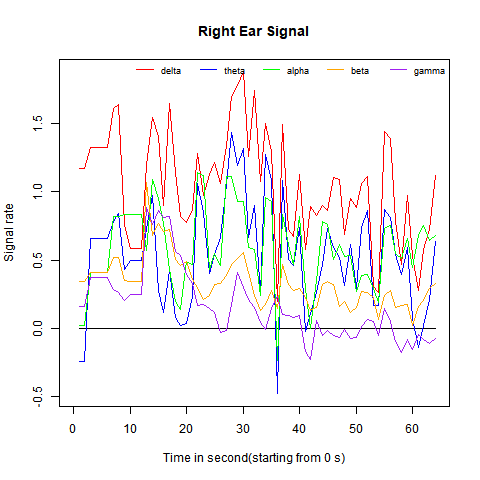 Right Ear Signal
delta theta alpha beta gamma
Signal rate
1.5
1.0
0.5
0.0
-0.5
0 10 20 30 40 50 60
Time in second(starting from 0 s)